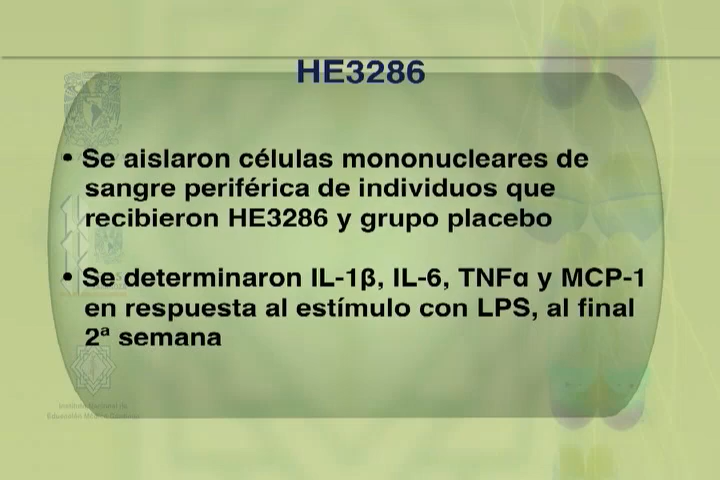 HE3286
• Se aislaron células mononucleares de
sangre periférica de individuos que
recibieron HE3286 y grupo placebo
• Se determinaron IL-1β, IL-6, TNFα y MCP-1
en respuesta al estímulo con LPS, al final
2ª semana